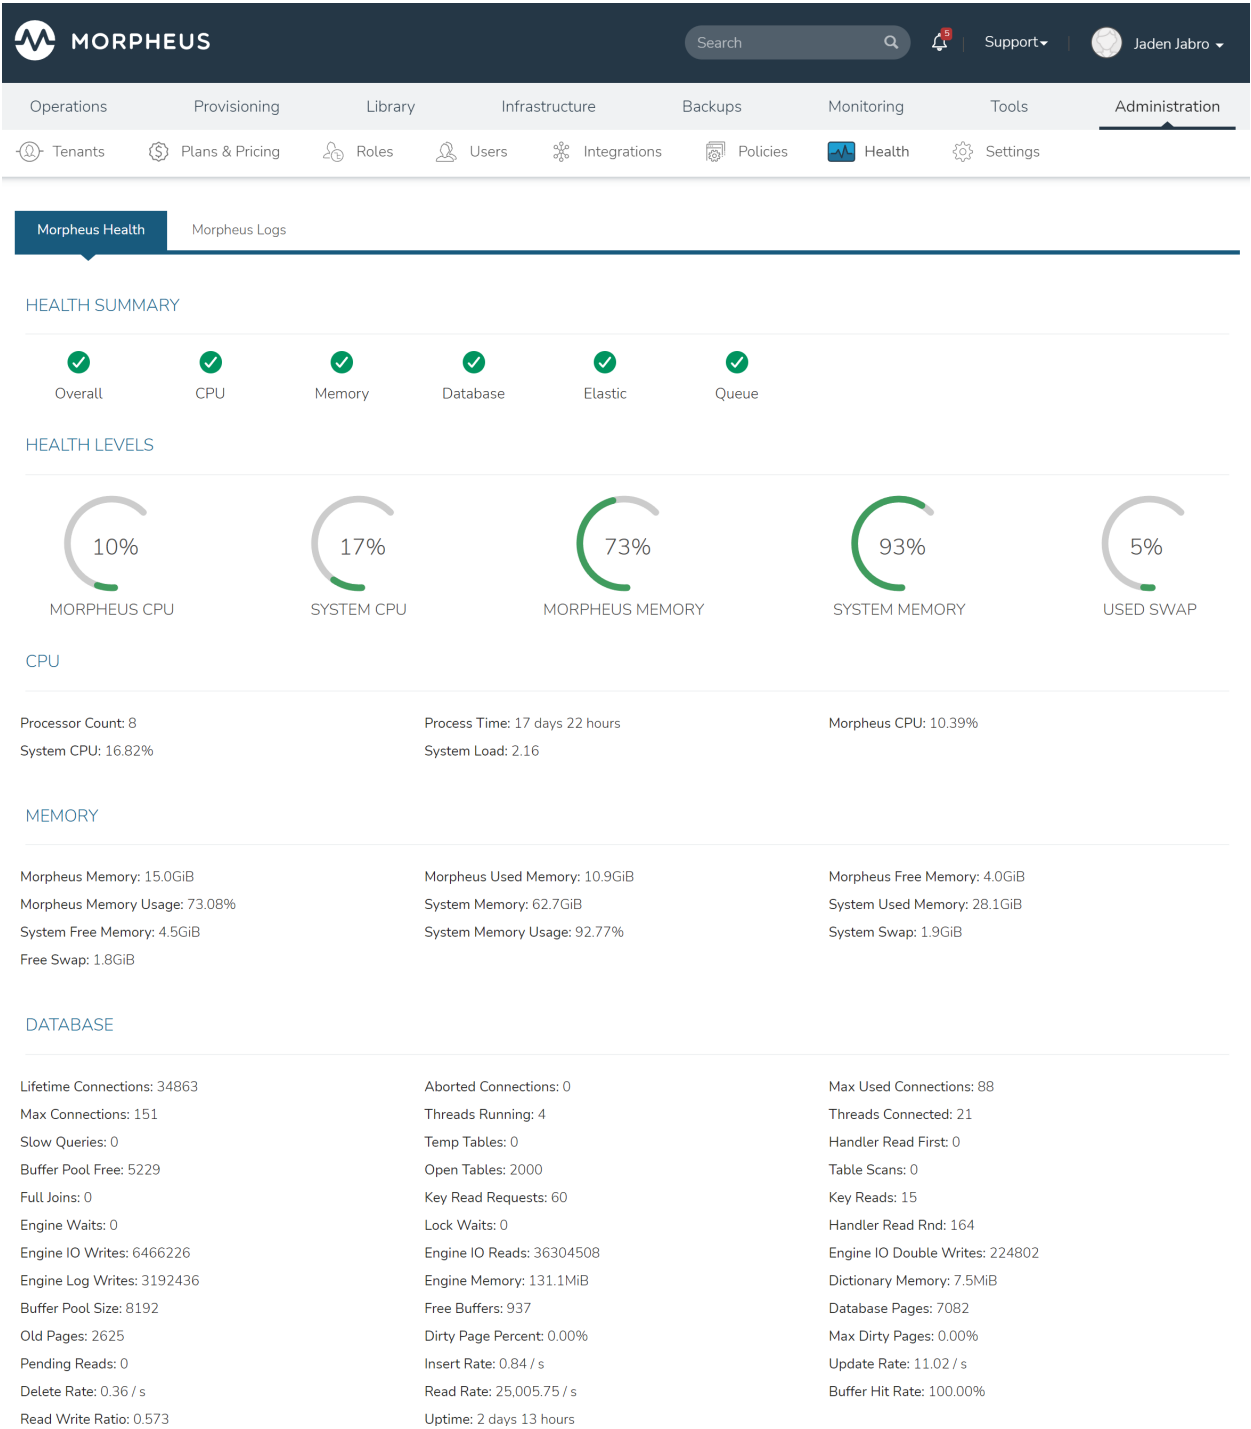 MORPHEUS
Search
5
Support
Jaden Jabro
Operations Provisioning Library Infrastructure Backups Monitoring Tools Administration
Tenants Plans & Pricing Roles Users Integrations Policies Health Settings
Morpheus Health Morpheus Logs
HEALTH SUMMARY
Overall CPU Memory Database Elastic Queue
HEALTH LEVELS
10% 17% 73% 93% 5%
MORPHEUS CPU SYSTEM CPU MORPHEUS MEMORY SYSTEM MEMORY USED SWAP
CPU
Processor Count: 8 Process Time: 17 days 22 hours Morpheus CPU: 10.39%
System CPU: 16.82% System Load: 2.16
MEMORY
Morpheus Memory: 15.0GiB Morpheus Used Memory: 10.9GiB Morpheus Free Memory: 4.0GiB
Morpheus Memory Usage: 73.08% System Memory: 62.7GiB System Used Memory: 28.1GiB
System Free Memory: 4.5GiB System Memory Usage: 92.77% System Swap: 1.9GiB
Free Swap: 1.8GiB
DATABASE
Lifetime Connections: 34863 Aborted Connections: 0 Max Used Connections: 88
Max Connections: 151 Threads Running: 4 Threads Connected: 21
Slow Queries: 0 Temp Tables: 0 Handler Read First: 0
Buffer Pool Free: 5229 Open Tables: 2000 Table Scans: 0
Full Joins: 0 Key Read Requests: 60 Key Reads: 15
Engine Waits: 0 Lock Waits: 0 Handler Read Rnd: 164
Engine IO Writes: 6466226 Engine IO Reads: 36304508 Engine IO Double Writes: 224802
Engine Log Writes: 3192436 Engine Memory: 131.1MiB Dictionary Memory: 7.5MiB
Buffer Pool Size: 8192 Free Buffers: 937 Database Pages: 7082
Old Pages: 2625 Dirty Page Percent: 0.00% Max Dirty Pages: 0.00%
Pending Reads: 0 Insert Rate: 0.84 / s Update Rate: 11.02 / s
Delete Rate: 0.36 / s Read Rate: 25,005.75 / s Buffer Hit Rate: 100.00%
Read Write Ratio: 0.573 Uptime: 2 days 13 hours